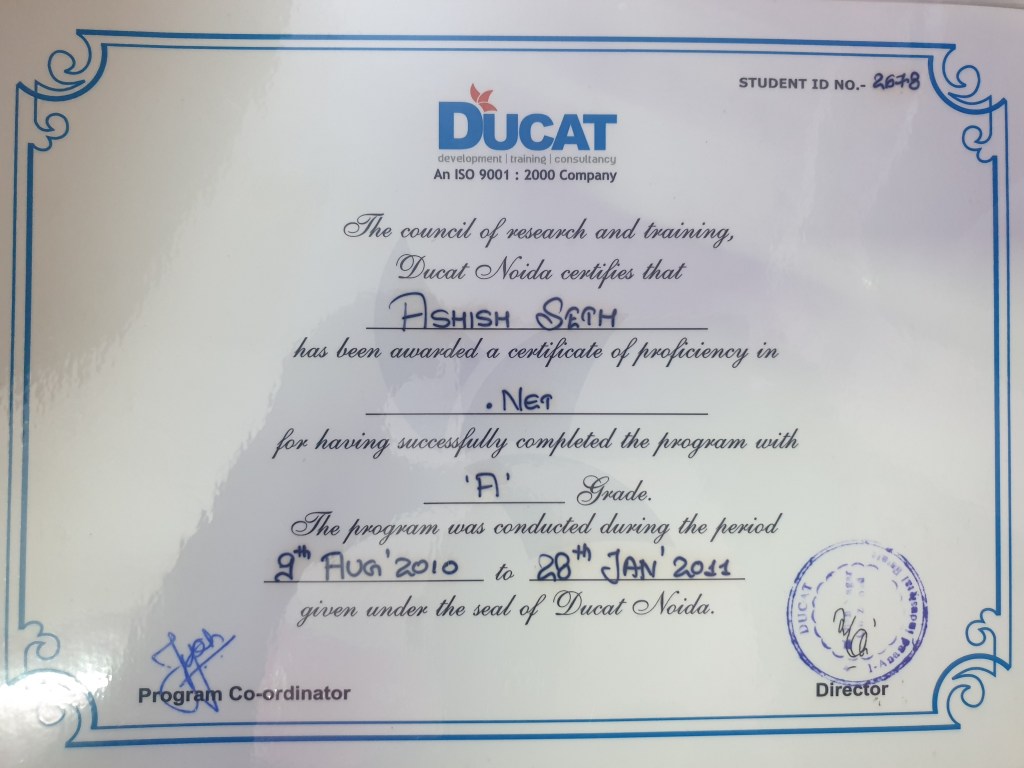 STUDENT ID NO.- 2678
DUCAT
development | training | consultancy
An ISO 9001 : 2000 Company
The council of research and training,
Ducat Noida certifies that
ASHISH SETH
has been awarded a certificate of proficiency in
.NET
for having successfully completed the program with
'A' Grade.
The program was conducted during the period
9th AUG'2010 to 28th JAN'2011
given under the seal of Ducat Noida.
DUCAT
Program Co-ordinator
Director